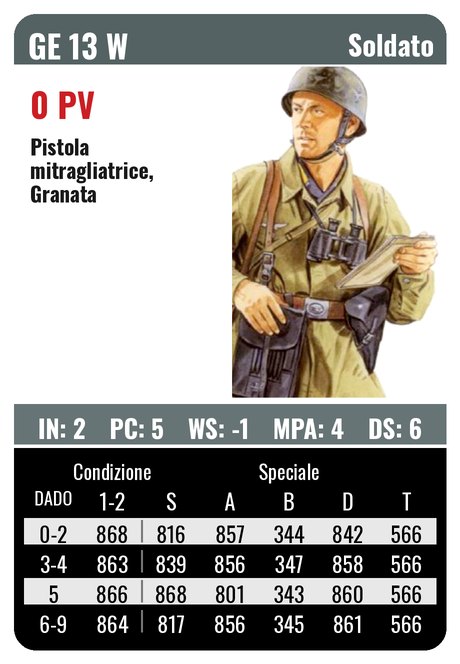 GE 13 W Soldato
0 PV
Pistola
mitragliatrice,
Granata
IN: 2 PC: 5 WS: -1 MPA: 4 DS: 6
Condizione Speciale
DADO 1-2 S A B D T
0-2 868 816 857 344 842 566
3-4 863 839 856 347 858 566
5 866 868 801 343 860 566
6-9 864 817 856 345 861 566